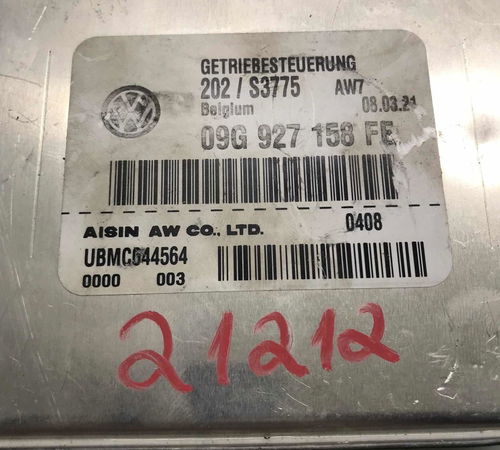 GETRIEBESTEUERUNG
202 / S3775 AW7
Belgium 08.03.21
09G 927 158 FE
AISIN AW CO., LTD. 0408
UBMC044564
0000 003
21212